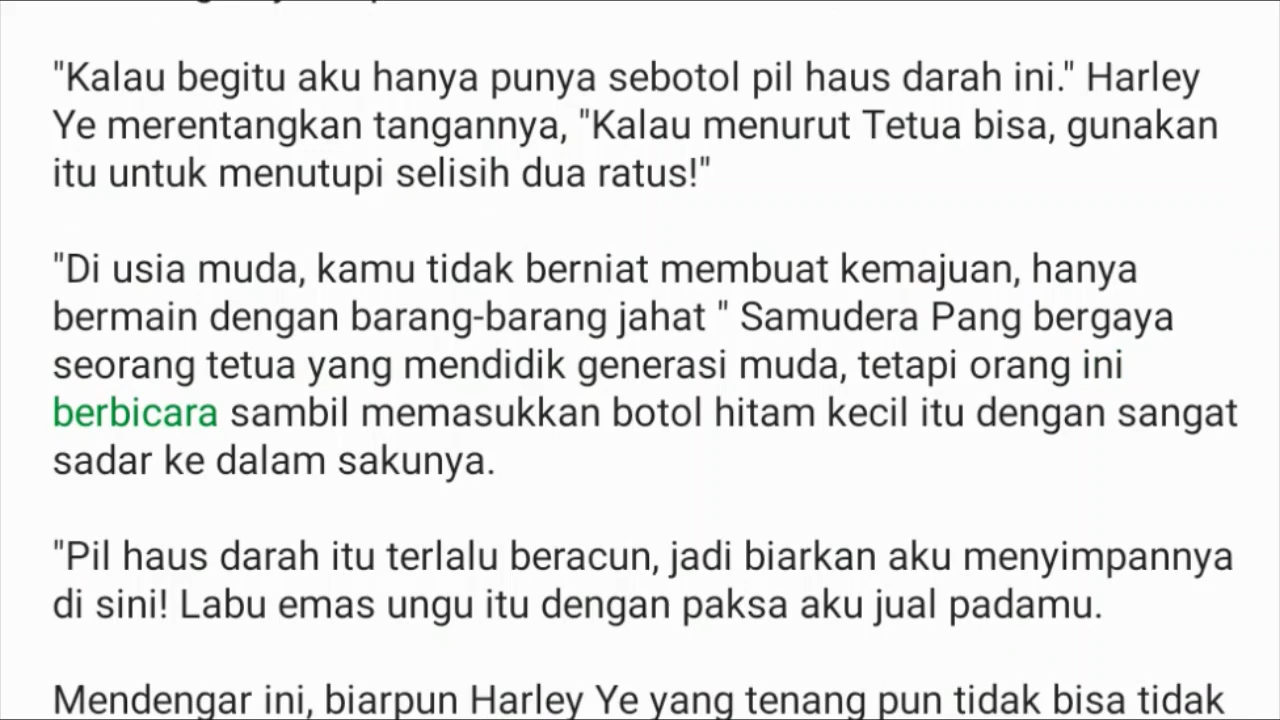 "Kalau begitu aku hanya punya sebotol pil haus darah ini." Harley
Ye merentangkan tangannya, "Kalau menurut Tetua bisa, gunakan
itu untuk menutupi selisih dua ratus!"
"Di usia muda, kamu tidak berniat membuat kemajuan, hanya
bermain dengan barang-barang jahat " Samudera Pang bergaya
seorang tetua yang mendidik generasi muda, tetapi orang ini
berbicara sambil memasukkan botol hitam kecil itu dengan sangat
sadar ke dalam sakunya.
"Pil haus darah itu terlalu beracun, jadi biarkan aku menyimpannya
di sini! Labu emas ungu itu dengan paksa aku jual padamu.
Mendengar ini, biarpun Harley Ye yang tenang pun tidak bisa tidak